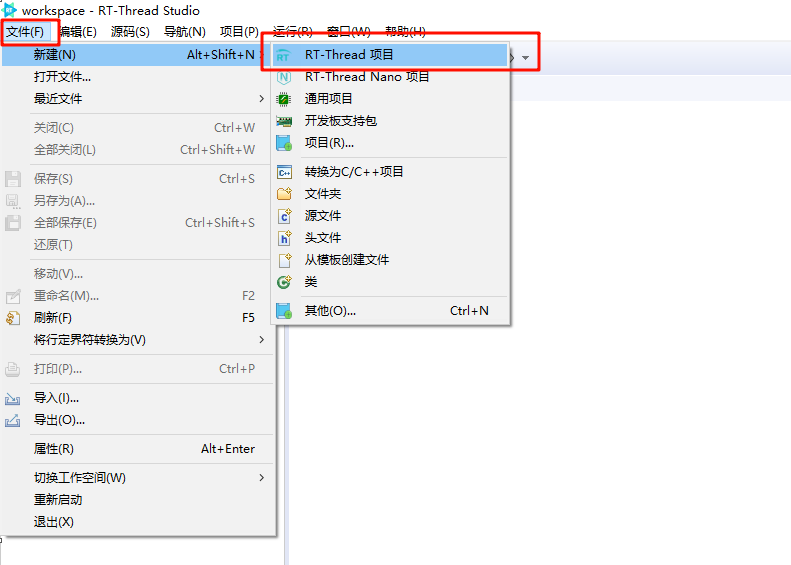 workspace - RT-Thread Studio
文件(F) 编辑(E) 源码(S) 导航(N) 项目(P) 运行(R) 窗口(W) 帮助(H)
新建(N) Alt+Shift+N
打开文件...
最近文件
关闭(C) Ctrl+W
全部关闭(L) Ctrl+Shift+W
保存(S) Ctrl+S
另存为(A)...
全部保存(E) Ctrl+Shift+S
还原(T)
移动(V)...
重命名(M)... F2
刷新(F) F5
将行定界符转换为(V)
打印(P)... Ctrl+P
导入(I)...
导出(O)...
属性(R) Alt+Enter
切换工作空间(W)
重新启动
退出(X)
RT-Thread 项目
RT-Thread Nano 项目
通用项目
开发板支持包
项目(R)...
转换为C/C++项目
文件夹
源文件
头文件
从模板创建文件
类
其他(O)... Ctrl+N